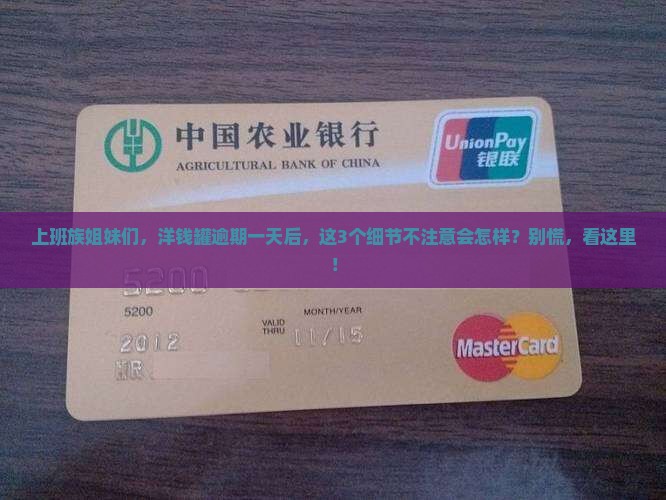 中国农业银行
AGRICULTURAL BANK OF CHINA
UnionPay
银联
上班族姐妹们，洋钱罐逾期一天后，这3个细节不注意会怎样？别慌，看这里
！
5200
5200
MONTH/YEAR
VALID
THRU
11/15
2012
MR
MasterCard